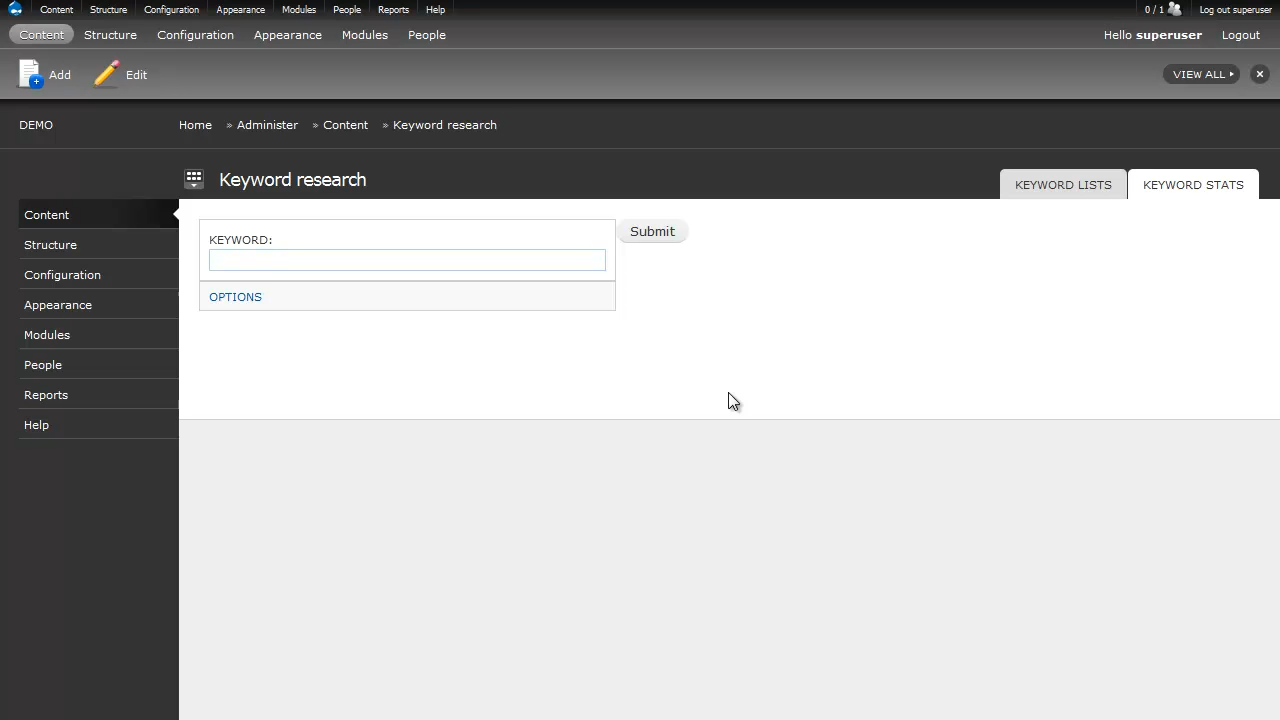 Content Structure Configuration Appearance Modules People Reports Help 0 / 1 Log out superuser
Content Structure Configuration Appearance Modules People Hello superuser Logout
Add Edit VIEW ALL
DEMO Home » Administer » Content » Keyword research
Keyword research KEYWORD LISTS KEYWORD STATS
Content
Structure
Configuration
Appearance
Modules
People
Reports
Help
KEYWORD:
Submit
OPTIONS